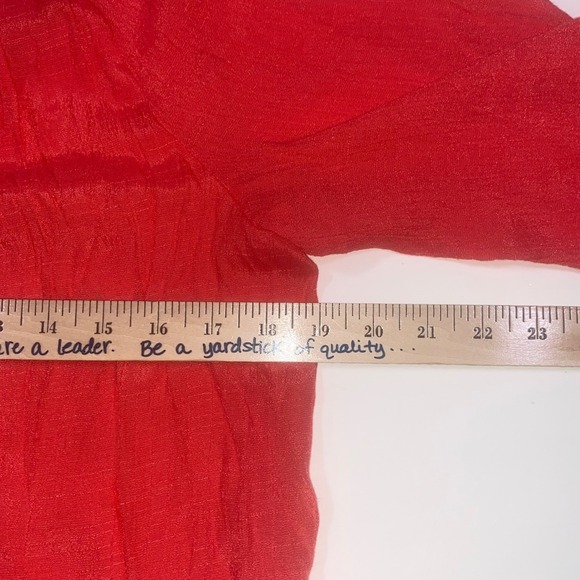 14 15 16 17 18 19 20 21 22 23
a leader. Be a yardstick of quality...